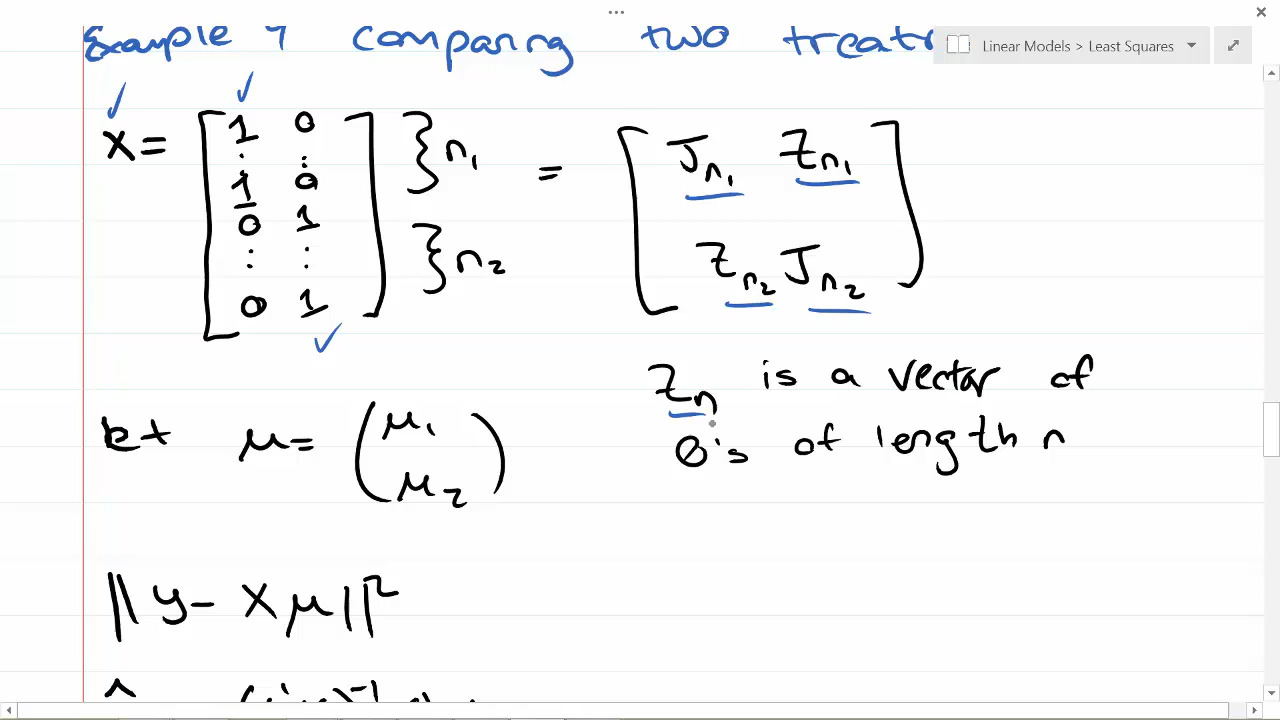 Example 4 comparing two treat
Linear Models > Least Squares
X = [ 1 0 ] } n₁ = [ Jn₁ Zn₁ ]
⋮ ⋮
1 0
0 1 } n₂ Zn₂ Jn₂
⋮ ⋮
0 1
Zn is a vector of
let μ = ( μ₁
μ₂ ) 0's of length n
||y - Xμ||²